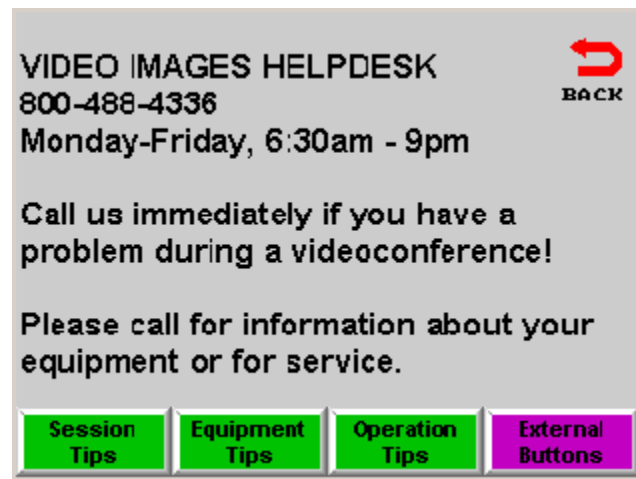 VIDEO IMAGES HELPDESK
800-488-4336
BACK
Monday-Friday, 6:30am - 9pm
Call us immediately if you have a
problem during a videoconference!
Please call for information about your
equipment or for service.
Session
Tips
Equipment
Tips
Operation
Tips
External
Buttons